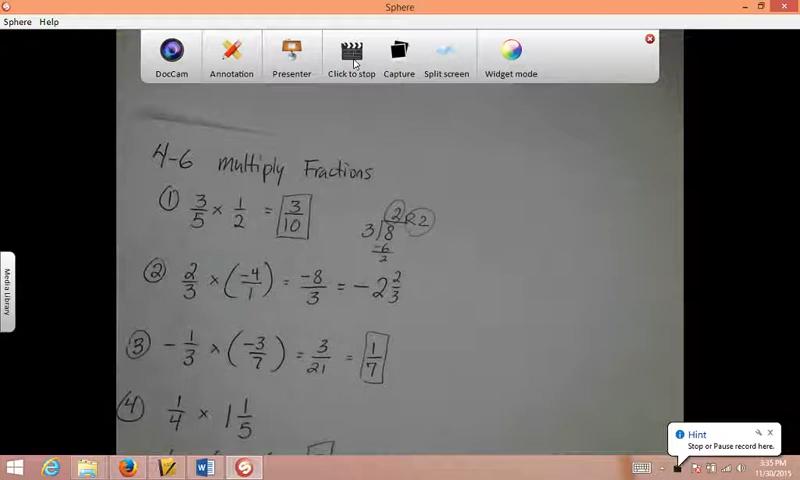 Sphere
Sphere Help
DocCam Annotation Presenter Click to stop Capture Split screen Widget mode
4-6 Multiply Fractions
① 3/5 × 1/2 = 3/10
2 R2
3 8
-6
2
② 2/3 × (-4/1) = -8/3 = -2 2/3
③ -1/3 × (-3/7) = 3/21 = 1/7
④ 1/4 × 1 1/5
Media Library
Hint
Stop or Pause record here.
3:35 PM
11/30/2015